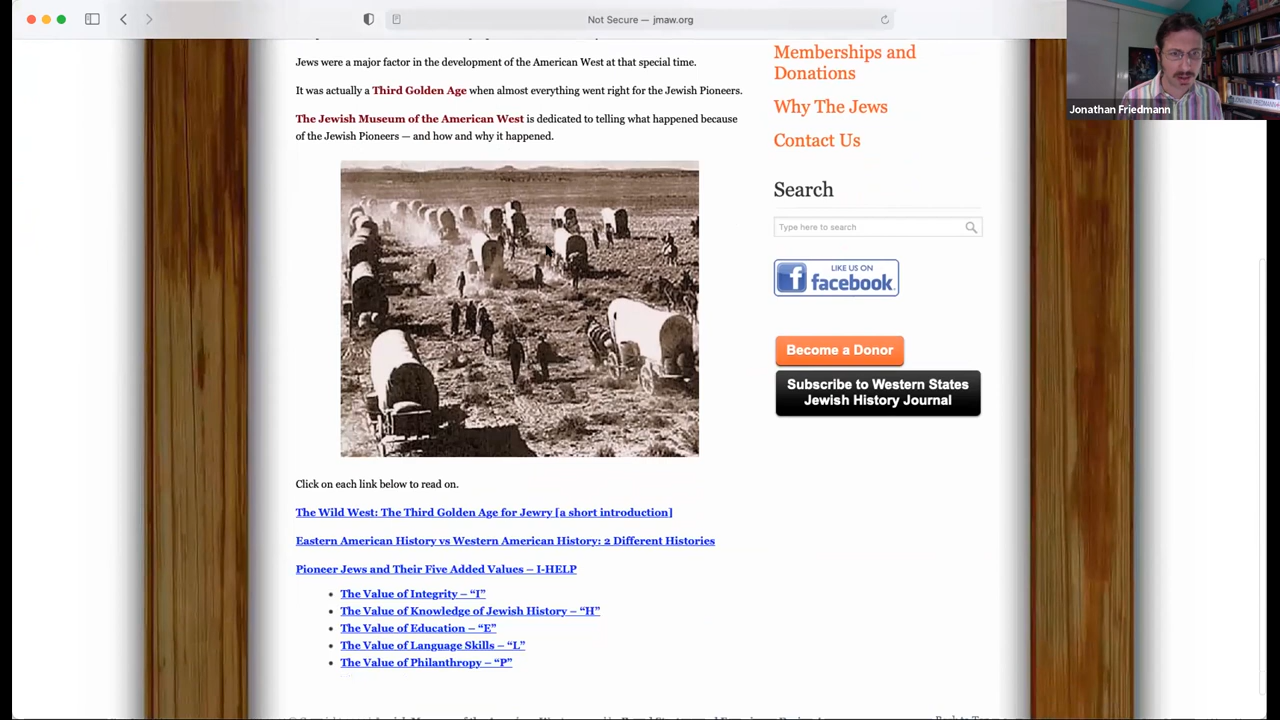 Not Secure — jmaw.org
Jonathan Friedmann
Jews were a major factor in the development of the American West at that special time.
It was actually a Third Golden Age when almost everything went right for the Jewish Pioneers.
The Jewish Museum of the American West is dedicated to telling what happened because
of the Jewish Pioneers — and how and why it happened.
Click on each link below to read on.
The Wild West: The Third Golden Age for Jewry [a short introduction]
Eastern American History vs Western American History: 2 Different Histories
Pioneer Jews and Their Five Added Values – I-HELP
• The Value of Integrity – “I”
• The Value of Knowledge of Jewish History – “H”
• The Value of Education – “E”
• The Value of Language Skills – “L”
• The Value of Philanthropy – “P”
Memberships and
Donations
Why The Jews
Contact Us
Search
Type here to search
LIKE US ON
facebook
Become a Donor
Subscribe to Western States
Jewish History Journal